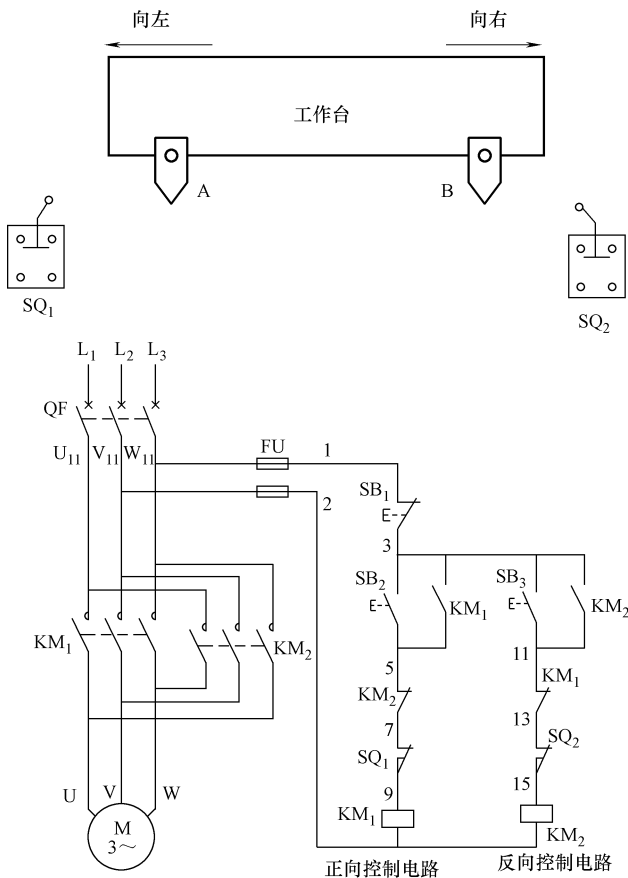 向左
向右
工作台
A
B
SQ1
SQ2
L1 L2 L3
QF
U11 V11 W11
FU
1
2
SB1
3
SB2
KM1
SB3
KM2
KM1
KM2
5
11
KM2
KM1
7
13
SQ1
SQ2
9
15
U
V
W
KM1
KM2
M
3～
正向控制电路
反向控制电路